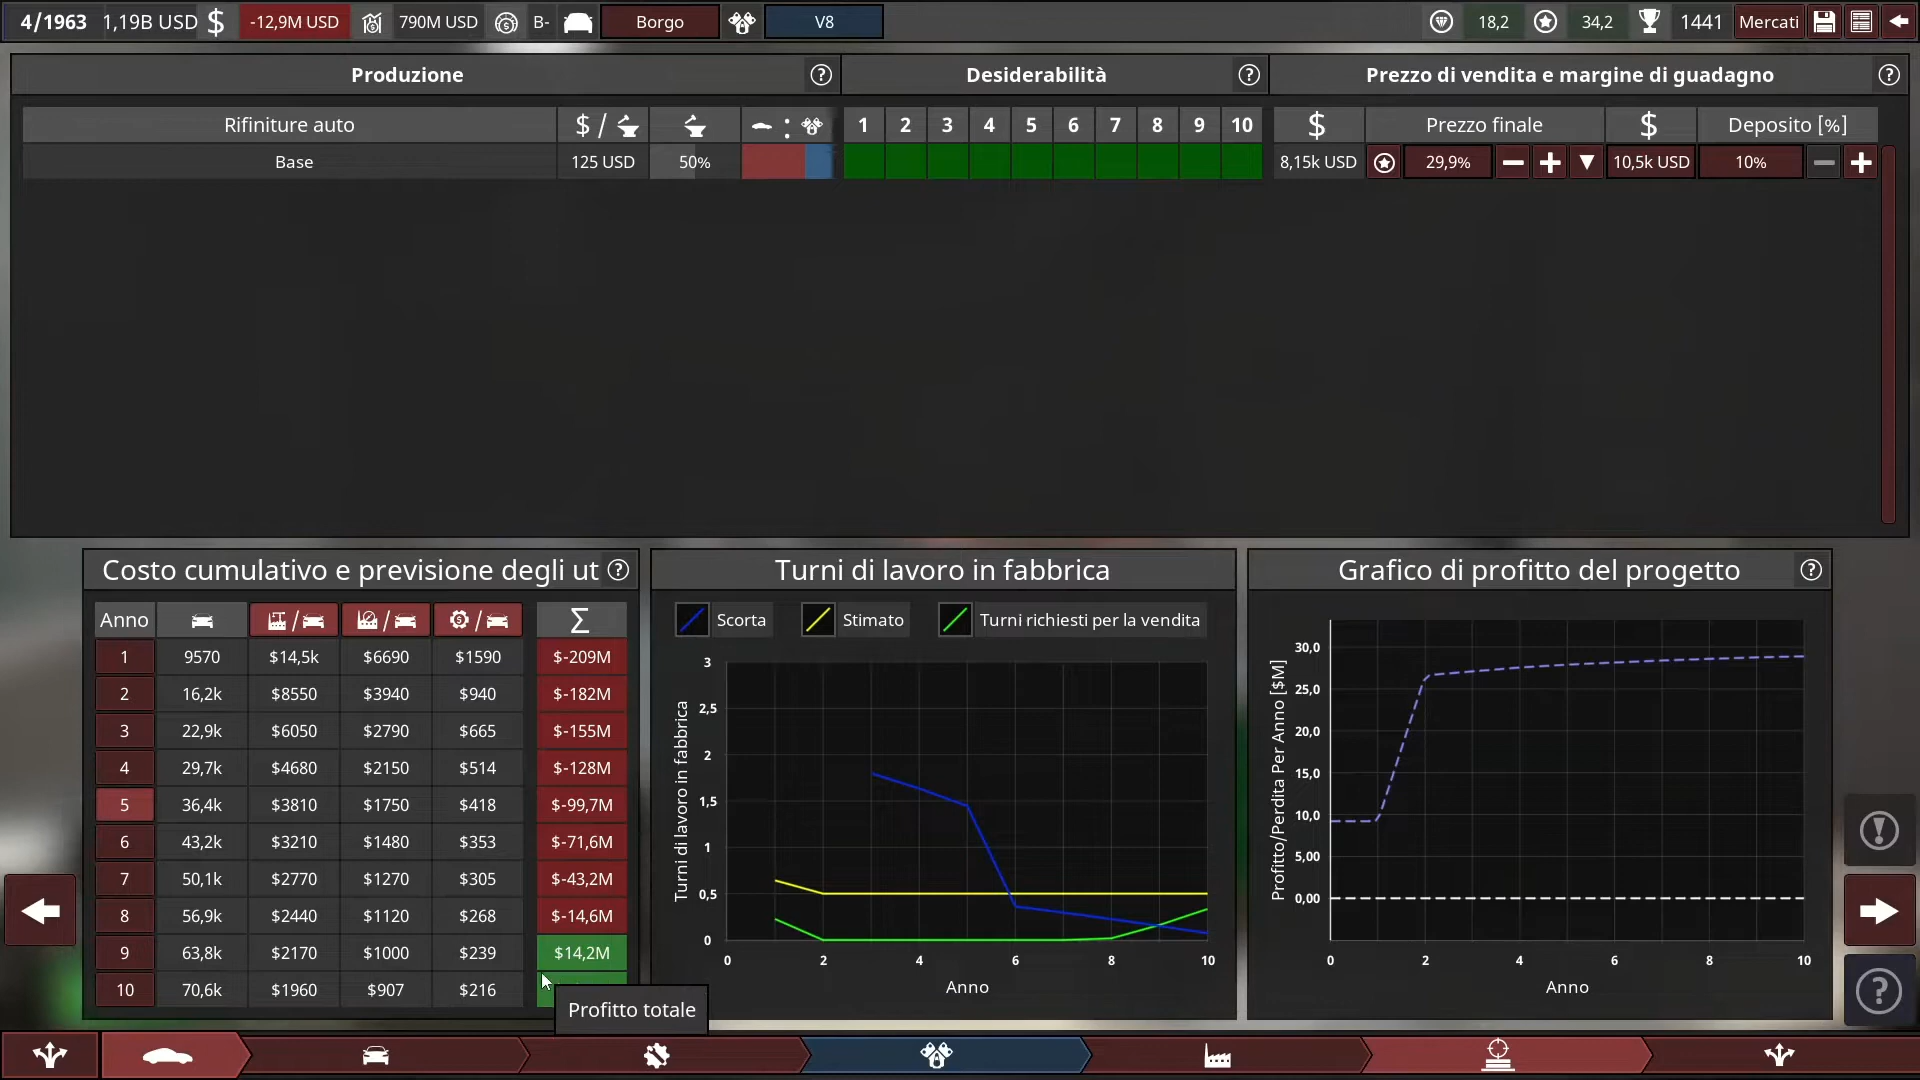 4/1963 1,19B USD $ -12,9M USD 790M USD B- Borgo V8 18,2 34,2 1441 Mercati
Produzione ? Desiderabilità ? Prezzo di vendita e margine di guadagno ?
Rifiniture auto $ / 1 2 3 4 5 6 7 8 9 10 $ Prezzo finale $ Deposito [%]
Base 125 USD 50% : 8,15k USD 29,9% 10,5k USD 10%
Costo cumulativo e previsione degli ut ?
Anno / / / Σ
1 9570 $14,5k $6690 $1590 $-209M
2 16,2k $8550 $3940 $940 $-182M
3 22,9k $6050 $2790 $665 $-155M
4 29,7k $4680 $2150 $514 $-128M
5 36,4k $3810 $1750 $418 $-99,7M
6 43,2k $3210 $1480 $353 $-71,6M
7 50,1k $2770 $1270 $305 $-43,2M
8 56,9k $2440 $1120 $268 $-14,6M
9 63,8k $2170 $1000 $239 $14,2M
10 70,6k $1960 $907 $216
Profitto totale
Turni di lavoro in fabbrica
Scorta Stimato Turni richiesti per la vendita
Turni di lavoro in fabbrica
3
2,5
2
1,5
1
0,5
0
0 2 4 6 8 10
Anno
Grafico di profitto del progetto ?
Profitto/Perdita Per Anno [$M]
30,0
25,0
20,0
15,0
10,0
5,00
0,00
0 2 4 6 8 10
Anno